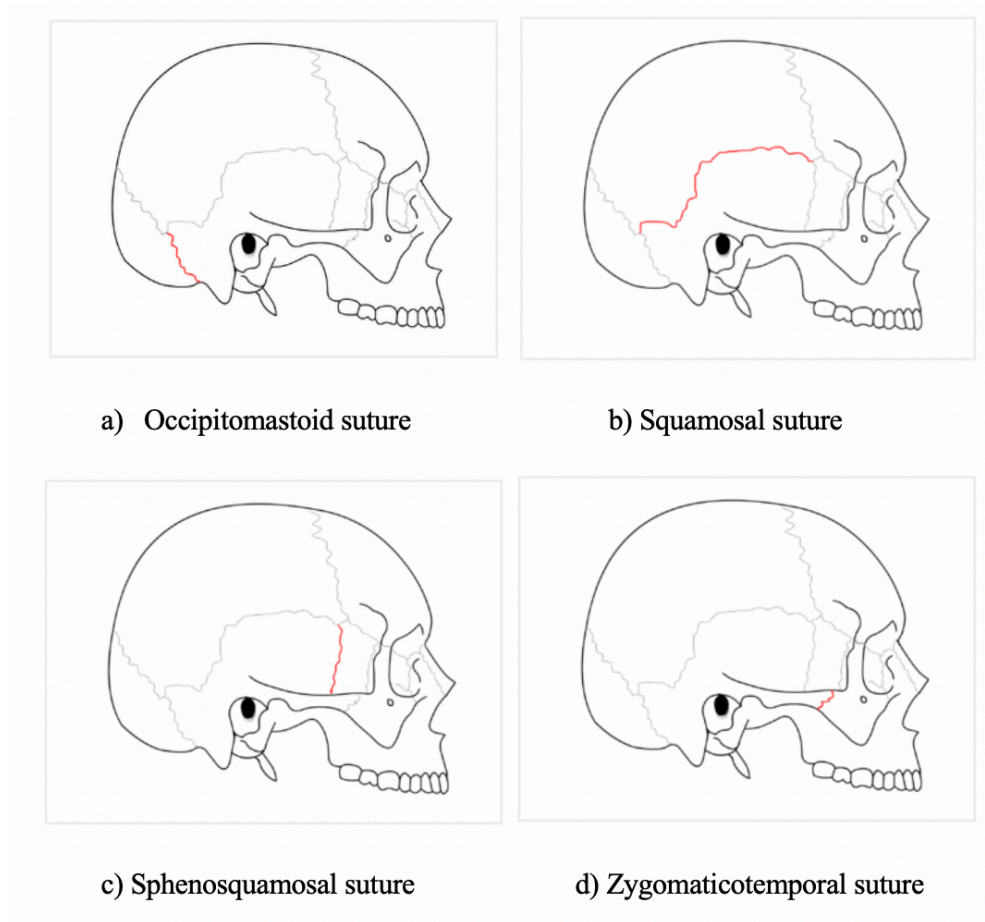 a) Occipitomastoid suture
b) Squamosal suture
c) Sphenosquamosal suture
d) Zygomaticotemporal suture